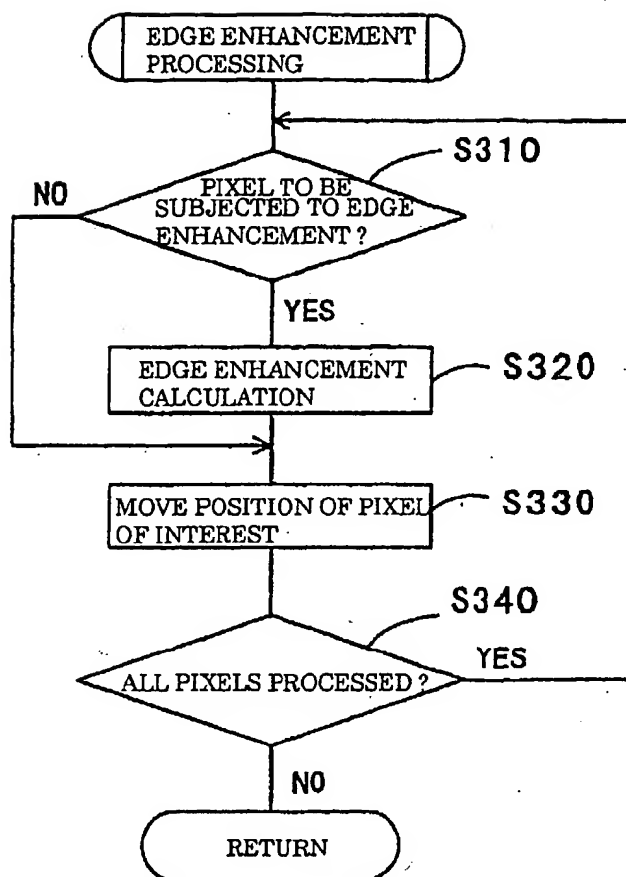 EDGE ENHANCEMENT
PROCESSING
S310
NO
PIXEL TO BE
SUBJECTED TO EDGE
ENHANCEMENT ?
YES
EDGE ENHANCEMENT
CALCULATION
S320
MOVE POSITION OF PIXEL
OF INTEREST
S330
S340
YES
ALL PIXELS PROCESSED ?
NO
RETURN